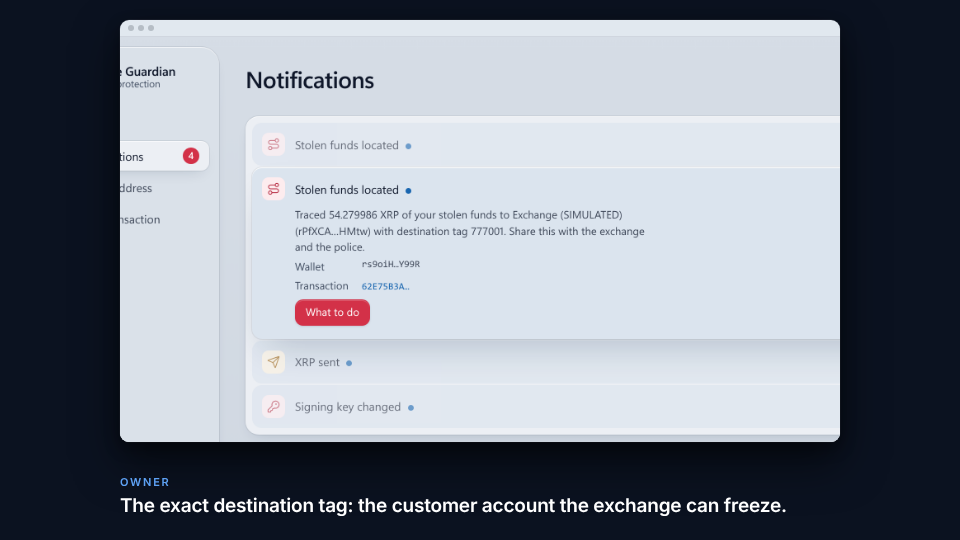 e Guardian
protection
tions
4
ddress
nsaction
Notifications
Stolen funds located
Stolen funds located
Traced 54.279986 XRP of your stolen funds to Exchange (SIMULATED)
(rPfXCA...HMtw) with destination tag 777001. Share this with the exchange
and the police.
Wallet rs9oiH…Y99R
Transaction 62E75B3A…
What to do
XRP sent
Signing key changed
OWNER
The exact destination tag: the customer account the exchange can freeze.